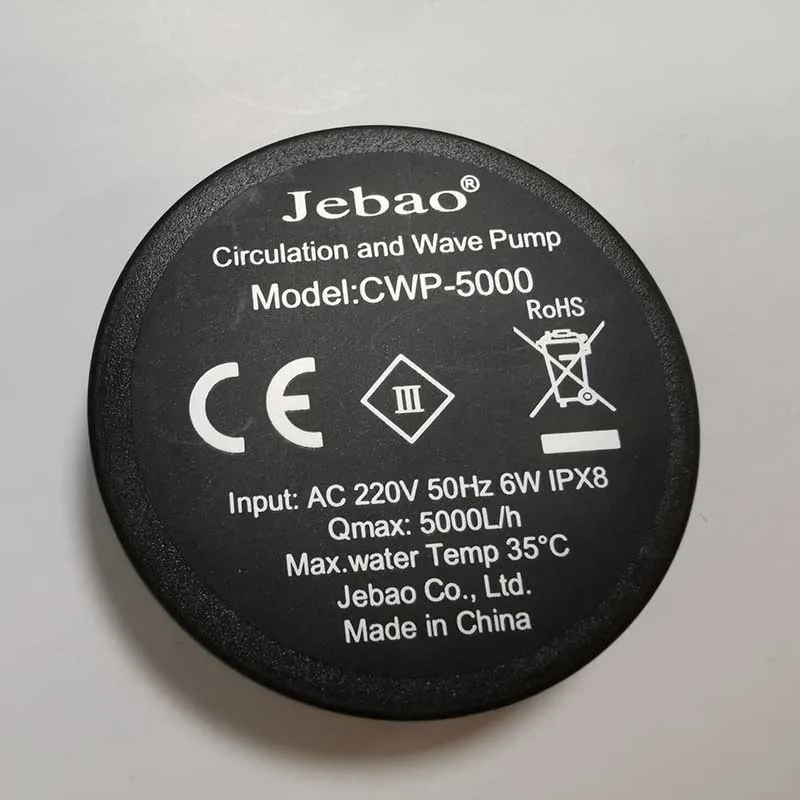 Jebao®
Circulation and Wave Pump
Model:CWP-5000
RoHS
CE
III
Input: AC 220V 50Hz 6W IPX8
Qmax: 5000L/h
Max.water Temp 35°C
Jebao Co., Ltd.
Made in China